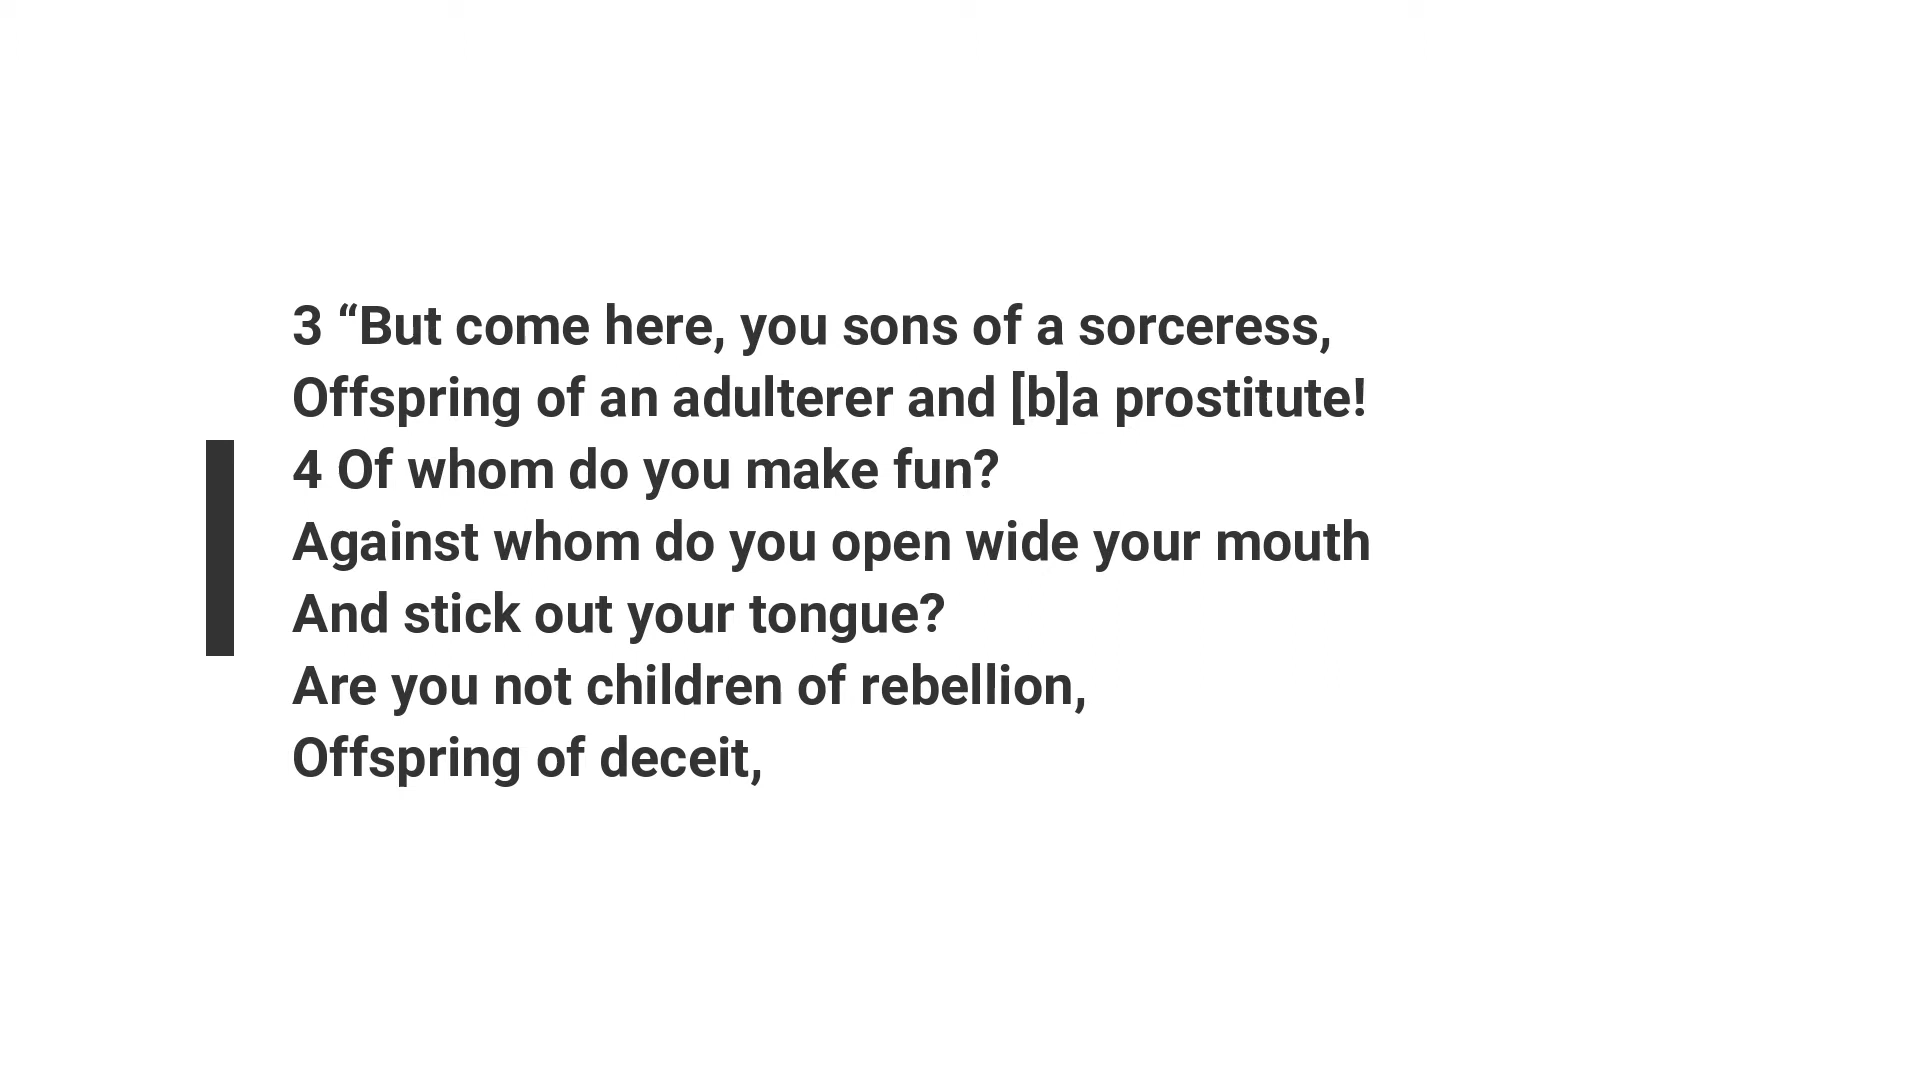 3 “But come here, you sons of a sorceress,
Offspring of an adulterer and [b]a prostitute!
4 Of whom do you make fun?
Against whom do you open wide your mouth
And stick out your tongue?
Are you not children of rebellion,
Offspring of deceit,